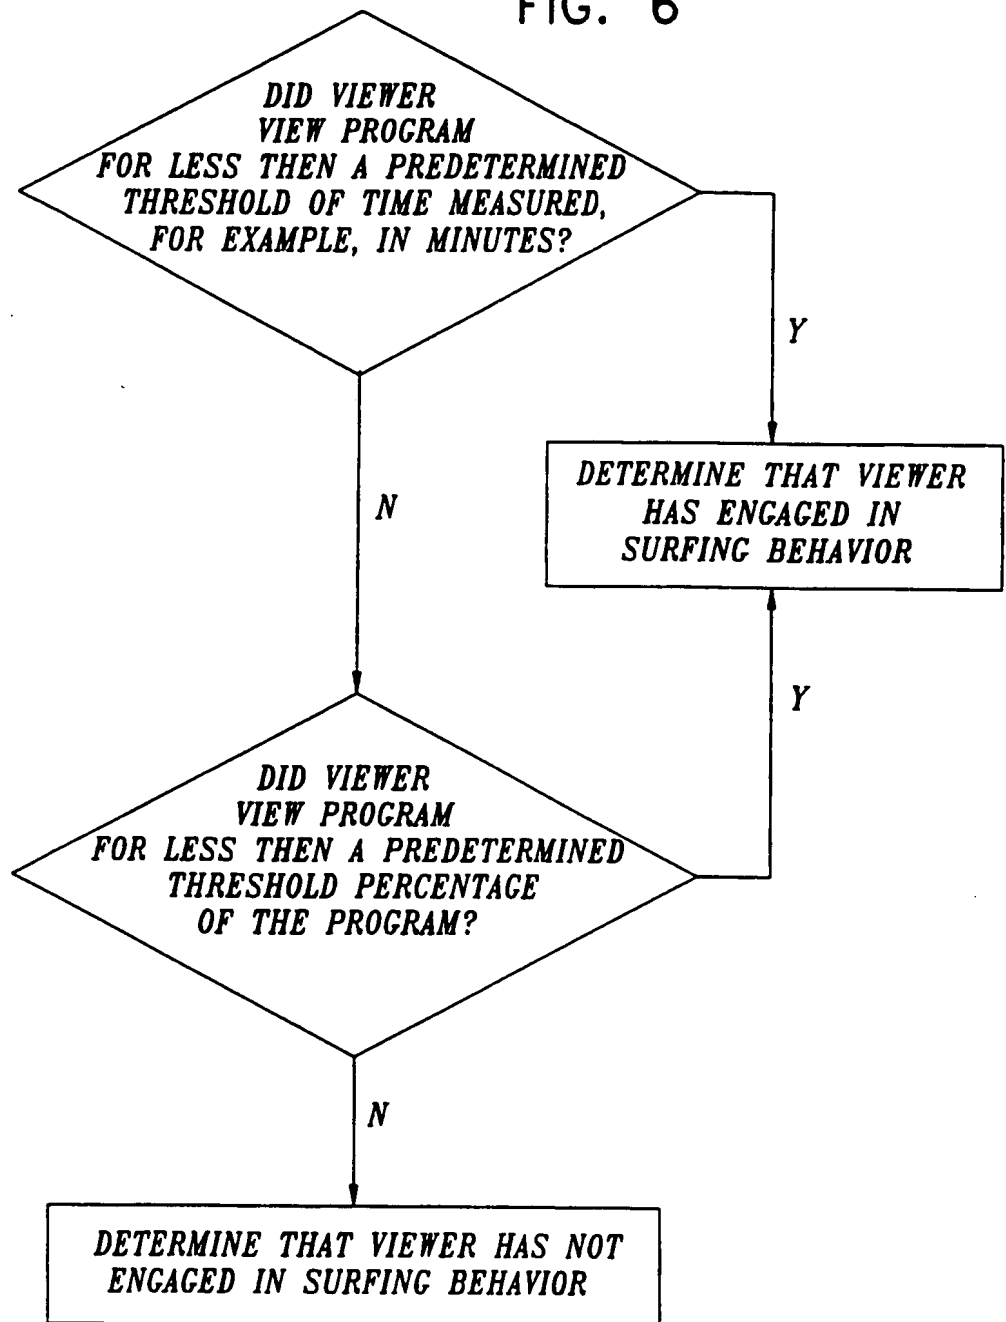 FIG. 6
DID VIEWER
VIEW PROGRAM
FOR LESS THEN A PREDETERMINED
THRESHOLD OF TIME MEASURED,
FOR EXAMPLE, IN MINUTES?
Y
DETERMINE THAT VIEWER
HAS ENGAGED IN
SURFING BEHAVIOR
N
Y
DID VIEWER
VIEW PROGRAM
FOR LESS THEN A PREDETERMINED
THRESHOLD PERCENTAGE
OF THE PROGRAM?
N
DETERMINE THAT VIEWER HAS NOT
ENGAGED IN SURFING BEHAVIOR